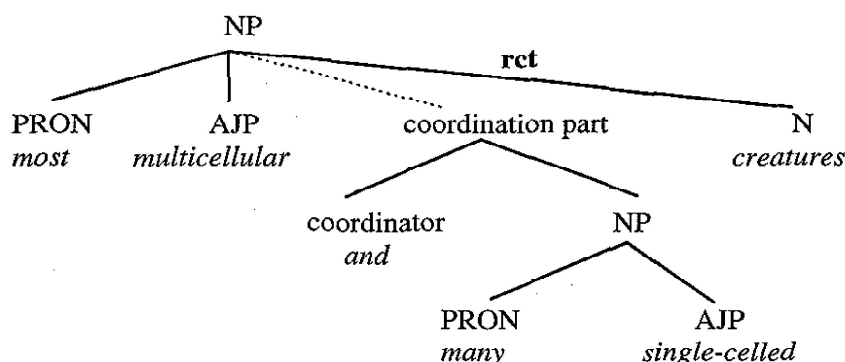 NP
rct
PRON AJP coordination part N
most multicellular creatures
coordinator NP
and
PRON AJP
many single-celled